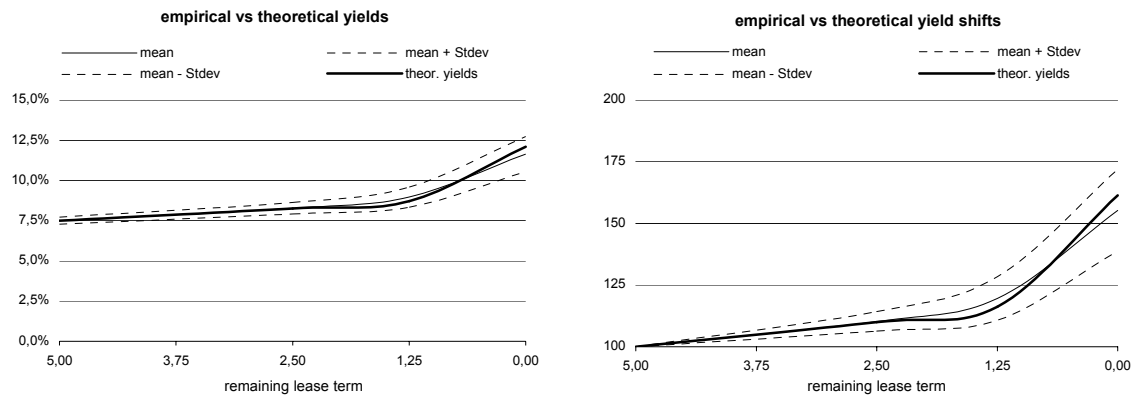 empirical vs theoretical yields
mean
mean + Stdev
mean - Stdev
theor. yields
15,0%
12,5%
10,0%
7,5%
5,0%
2,5%
0,0%
5,00 3,75 2,50 1,25 0,00
remaining lease term
empirical vs theoretical yield shifts
mean
mean + Stdev
mean - Stdev
theor. yields
200
175
150
125
100
5,00 3,75 2,50 1,25 0,00
remaining lease term